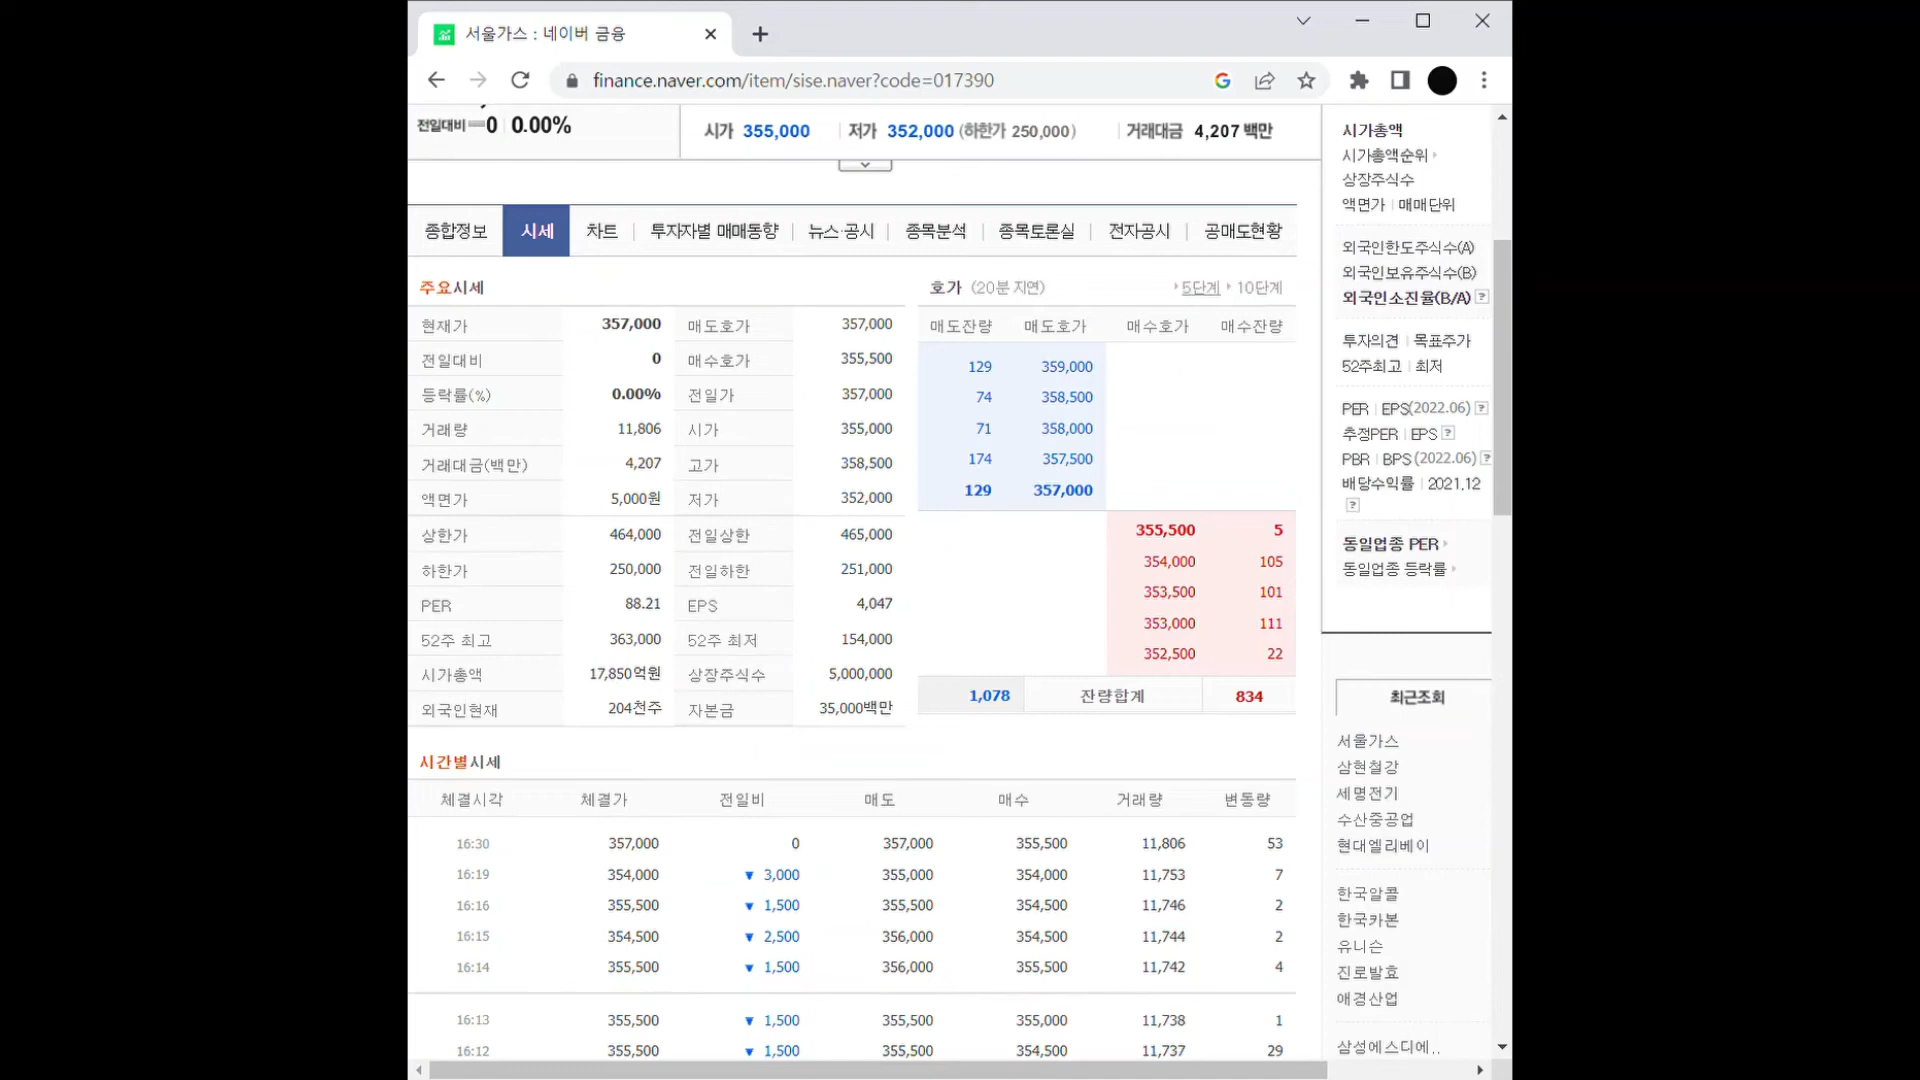 서울가스 : 네이버 금융
finance.naver.com/item/sise.naver?code=017390
전일대비 0 0.00%
시가 355,000 저가 352,000 (하한가 250,000) 거래대금 4,207 백만
종합정보 시세 차트 투자자별 매매동향 뉴스·공시 종목분석 종목토론실 전자공시 공매도현황
주요시세
현재가 357,000 매도호가 357,000
전일대비 0 매수호가 355,500
등락률(%) 0.00% 전일가 357,000
거래량 11,806 시가 355,000
거래대금(백만) 4,207 고가 358,500
액면가 5,000원 저가 352,000
상한가 464,000 전일상한 465,000
하한가 250,000 전일하한 251,000
PER 88.21 EPS 4,047
52주 최고 363,000 52주 최저 154,000
시가총액 17,850억원 상장주식수 5,000,000
외국인현재 204천주 자본금 35,000백만
호가 (20분 지연) 5단계 10단계
매도잔량 매도호가 매수호가 매수잔량
129 359,000
74 358,500
71 358,000
174 357,500
129 357,000
355,500 5
354,000 105
353,500 101
353,000 111
352,500 22
1,078 잔량합계 834
시간별시세
체결시각 체결가 전일비 매도 매수 거래량 변동량
16:30 357,000 0 357,000 355,500 11,806 53
16:19 354,000 ▼ 3,000 355,000 354,000 11,753 7
16:16 355,500 ▼ 1,500 355,500 354,500 11,746 2
16:15 354,500 ▼ 2,500 356,000 354,500 11,744 2
16:14 355,500 ▼ 1,500 356,000 355,500 11,742 4
16:13 355,500 ▼ 1,500 355,500 355,000 11,738 1
16:12 355,500 ▼ 1,500 355,500 354,500 11,737 29
시가총액
시가총액순위
상장주식수
액면가 매매단위
외국인한도주식수(A)
외국인보유주식수(B)
외국인소진율(B/A) ?
투자의견 목표주가
52주최고 최저
PER EPS(2022.06) ?
추정PER EPS ?
PBR BPS(2022.06) ?
배당수익률 2021.12
?
동일업종 PER
동일업종 등락률
최근조회
서울가스
삼현철강
세명전기
수산중공업
현대엘리베이
한국알콜
한국카본
유니슨
진로발효
애경산업
삼성에스디에..